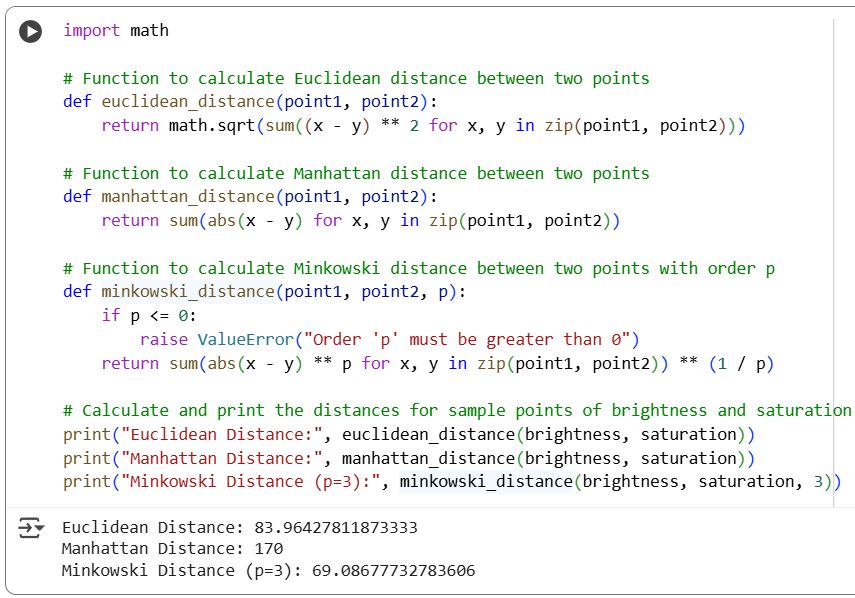 import math
# Function to calculate Euclidean distance between two points
def euclidean_distance(point1, point2):
    return math.sqrt(sum((x - y) ** 2 for x, y in zip(point1, point2)))
# Function to calculate Manhattan distance between two points
def manhattan_distance(point1, point2):
    return sum(abs(x - y) for x, y in zip(point1, point2))
# Function to calculate Minkowski distance between two points with order p
def minkowski_distance(point1, point2, p):
    if p <= 0:
        raise ValueError("Order 'p' must be greater than 0")
    return sum(abs(x - y) ** p for x, y in zip(point1, point2)) ** (1 / p)
# Calculate and print the distances for sample points of brightness and saturation
print("Euclidean Distance:", euclidean_distance(brightness, saturation))
print("Manhattan Distance:", manhattan_distance(brightness, saturation))
print("Minkowski Distance (p=3):", minkowski_distance(brightness, saturation, 3))
Euclidean Distance: 83.96427811873333
Manhattan Distance: 170
Minkowski Distance (p=3): 69.08677732783606